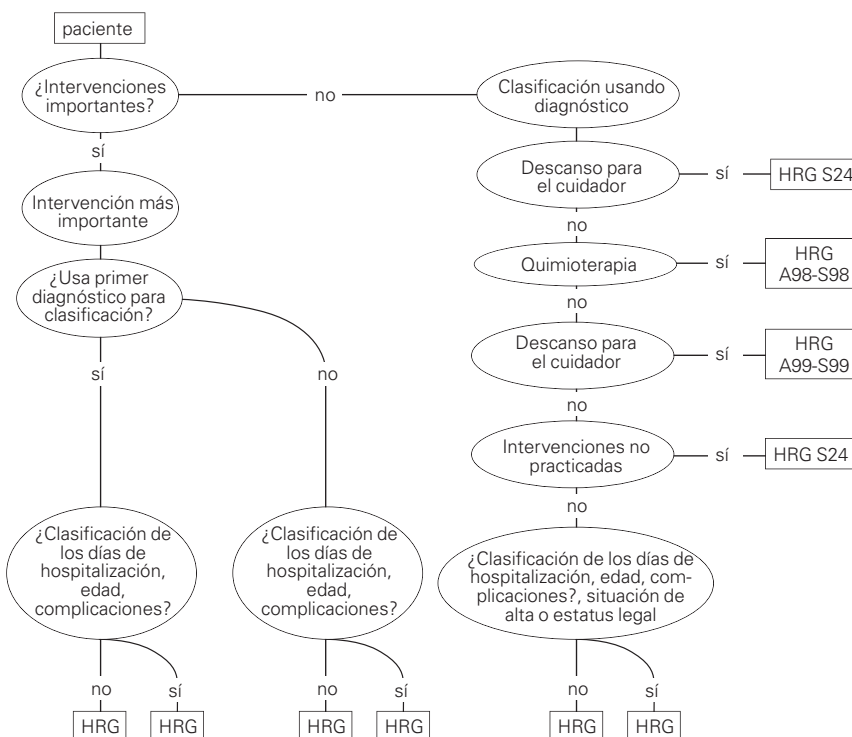 paciente
¿Intervenciones
importantes?
no
Clasificación usando
diagnóstico
sí
Descanso para
el cuidador
sí
HRG S24
Intervención más
importante
no
Quimioterapia
sí
HRG
A98-S98
¿Usa primer
diagnóstico para
clasificación?
no
Descanso para
el cuidador
sí
HRG
A99-S99
sí
no
no
Intervenciones no
practicadas
sí
HRG S24
no
¿Clasificación de
los días de
hospitalización,
edad,
complicaciones?
¿Clasificación de
los días de
hospitalización,
edad,
complicaciones?
¿Clasificación de los días de
hospitalización, edad, com-
plicaciones?, situación de
alta o estatus legal
no
sí
no
sí
no
sí
HRG
HRG
HRG
HRG
HRG
HRG